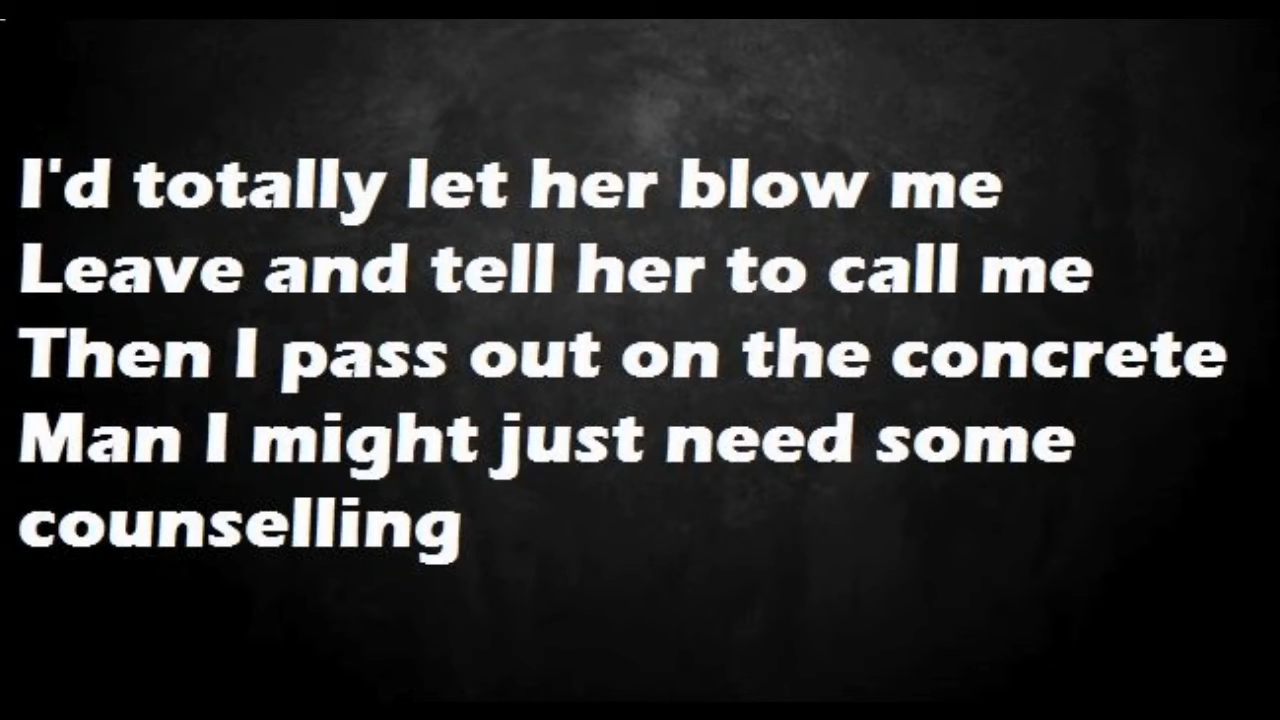 I'd totally let her blow me
Leave and tell her to call me
Then I pass out on the concrete
Man I might just need some
counselling